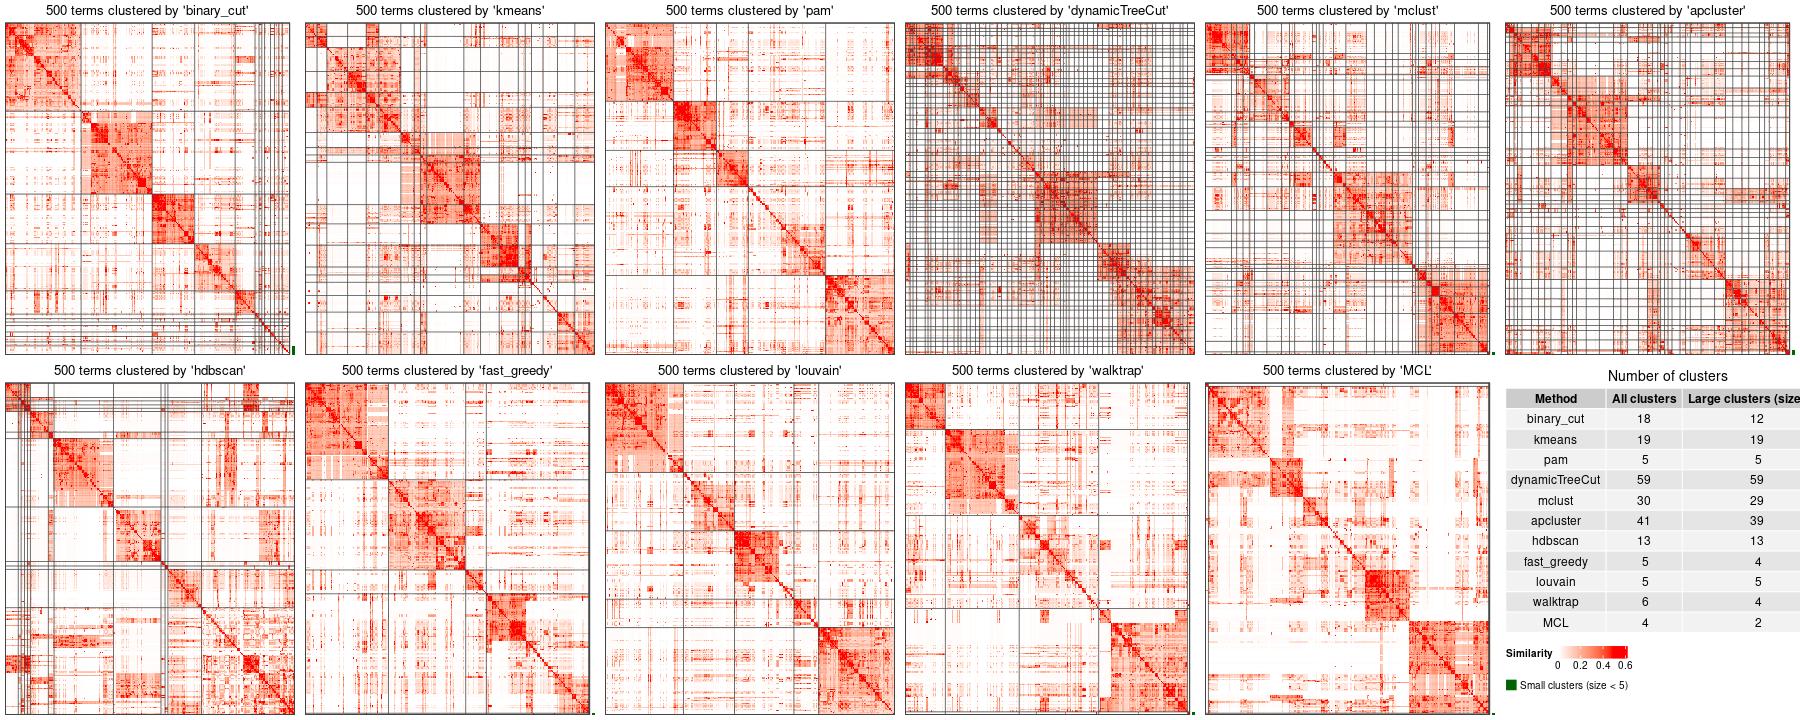 500 terms clustered by 'binary_cut'
500 terms clustered by 'kmeans'
500 terms clustered by 'pam'
500 terms clustered by 'dynamicTreeCut'
500 terms clustered by 'mclust'
500 terms clustered by 'apcluster'
500 terms clustered by 'hdbscan'
500 terms clustered by 'fast_greedy'
500 terms clustered by 'louvain'
500 terms clustered by 'walktrap'
500 terms clustered by 'MCL'
Number of clusters
Method All clusters Large clusters (size
binary_cut 18 12
kmeans 19 19
pam 5 5
dynamicTreeCut 59 59
mclust 30 29
apcluster 41 39
hdbscan 13 13
fast_greedy 5 4
louvain 5 5
walktrap 6 4
MCL 4 2
Similarity
0 0.2 0.4 0.6
Small clusters (size < 5)